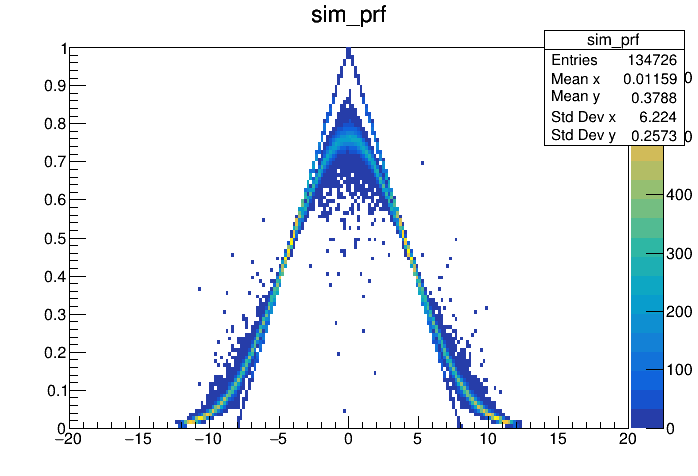 sim_prf
sim_prf
Entries 134726
Mean x 0.01159
Mean y 0.3788
Std Dev x 6.224
Std Dev y 0.2573
1
0.9
0.8
0.7
0.6
0.5
0.4
0.3
0.2
0.1
0
−20 −15 −10 −5 0 5 10 15 20
400
300
200
100
0